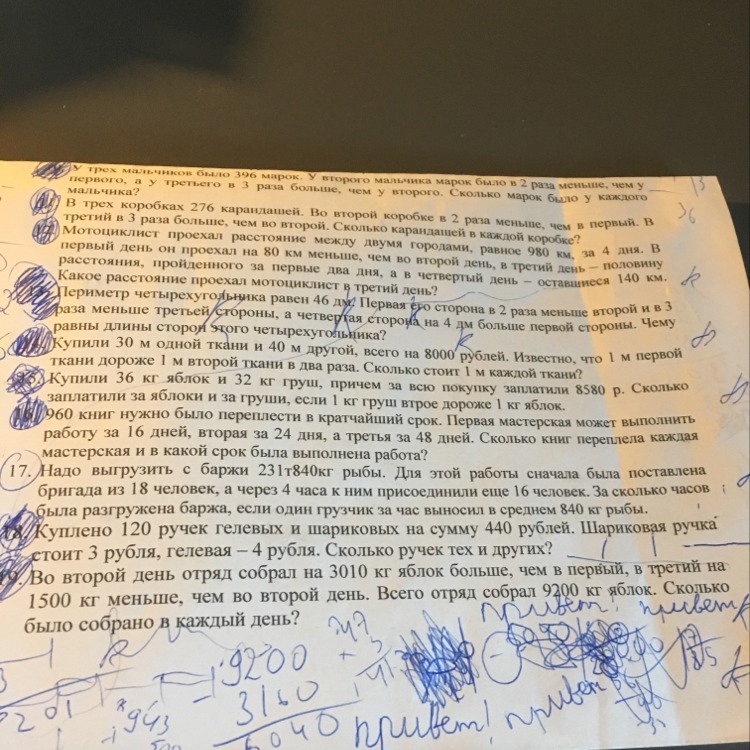 У трех мальчиков было 396 марок. У второго мальчика марок было в 2 раза меньше, чем у
первого, а у третьего в 3 раза больше, чем у второго. Сколько марок было у каждого
мальчика?
В трех коробках 276 карандашей. Во второй коробке в 2 раза меньше, чем в первый. В
третий в 3 раза больше, чем во второй. Сколько карандашей в каждой коробке?
Мотоциклист проехал расстояние между двумя городами, равное 980 км, за 4 дня. В
первый день он проехал на 80 км меньше, чем во второй день, в третий день – половину
расстояния, пройденного за первые два дня, а в четвертый день – оставшиеся 140 км.
Какое расстояние проехал мотоциклист в третий день?
Периметр четырехугольника равен 46 дм. Первая его сторона в 2 раза меньше второй и в 3
раза меньше третьей стороны, а четвертая сторона на 4 дм больше первой стороны. Чему
равны длины сторон этого четырехугольника?
Купили 30 м одной ткани и 40 м другой, всего на 8000 рублей. Известно, что 1 м первой
ткани дороже 1 м второй ткани в два раза. Сколько стоит 1 м каждой ткани?
15. Купили 36 кг яблок и 32 кг груш, причем за всю покупку заплатили 8580 р. Сколько
заплатили за яблоки и за груши, если 1 кг груш втрое дороже 1 кг яблок.
16. 960 книг нужно было переплести в кратчайший срок. Первая мастерская может выполнить
работу за 16 дней, вторая за 24 дня, а третья за 48 дней. Сколько книг переплела каждая
мастерская и в какой срок была выполнена работа?
17. Надо выгрузить с баржи 231т840кг рыбы. Для этой работы сначала была поставлена
бригада из 18 человек, а через 4 часа к ним присоединили еще 16 человек. За сколько часов
была разгружена баржа, если один грузчик за час выносил в среднем 840 кг рыбы.
18. Куплено 120 ручек гелевых и шариковых на сумму 440 рублей. Шариковая ручка
стоит 3 рубля, гелевая – 4 рубля. Сколько ручек тех и других?
19. Во второй день отряд собрал на 3010 кг яблок больше, чем в первый, в третий на
1500 кг меньше, чем во второй день. Всего отряд собрал 9200 кг яблок. Сколько
было собрано в каждый день?
привет! привет
9200
3160
6040
943
привет! привет